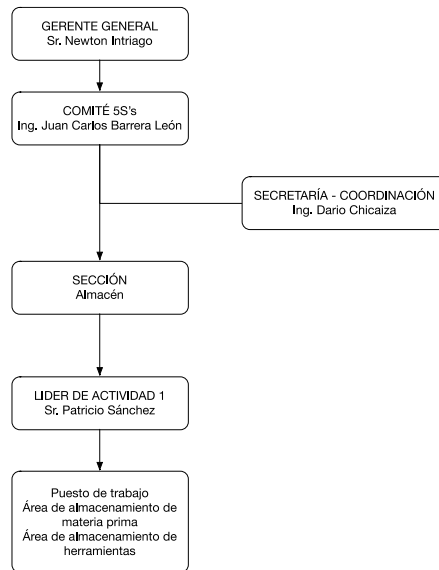 GERENTE GENERAL
Sr. Newton Intriago
COMITÉ 5S's
Ing. Juan Carlos Barrera León
SECRETARÍA - COORDINACIÓN
Ing. Dario Chicaiza
SECCIÓN
Almacén
LIDER DE ACTIVIDAD 1
Sr. Patricio Sánchez
Puesto de trabajo
Área de almacenamiento de
materia prima
Área de almacenamiento de
herramientas